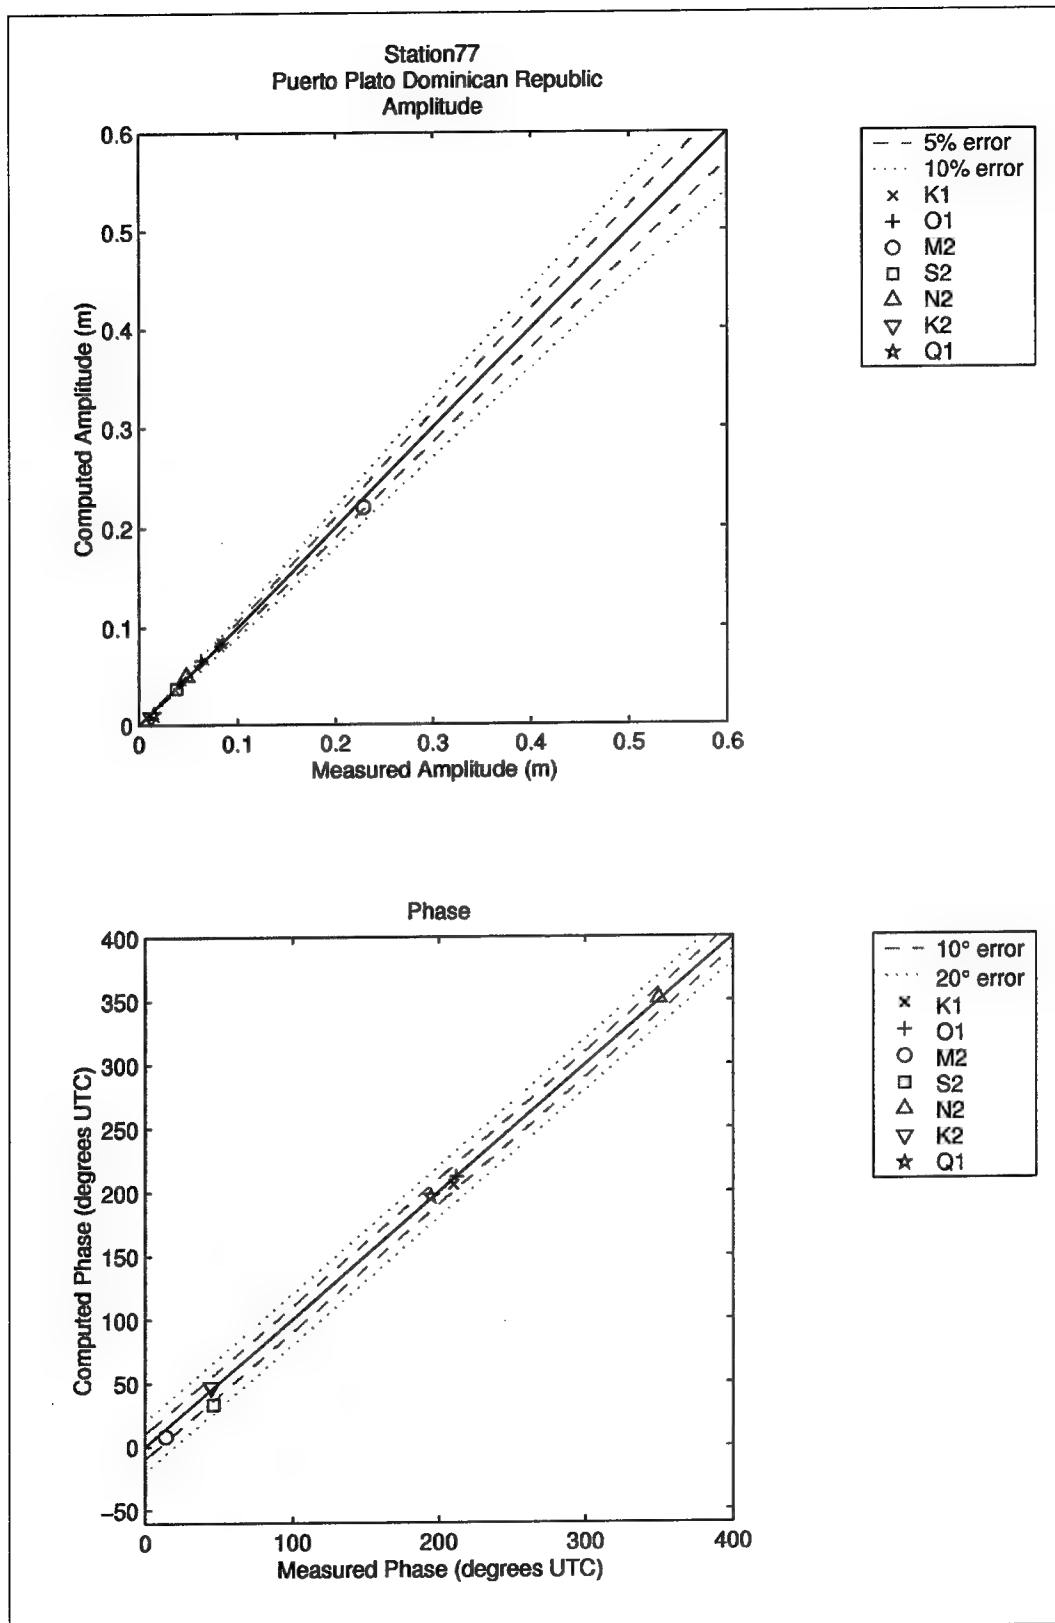 Station77
Puerto Plato Dominican Republic
Amplitude
0.6
0.5
0.4
0.3
0.2
0.1
0
Computed Amplitude (m)
0 0.1 0.2 0.3 0.4 0.5 0.6
Measured Amplitude (m)
5% error
10% error
K1
O1
M2
S2
N2
K2
Q1
Phase
400
350
300
250
200
150
100
50
0
−50
Computed Phase (degrees UTC)
0 100 200 300 400
Measured Phase (degrees UTC)
10° error
20° error
K1
O1
M2
S2
N2
K2
Q1